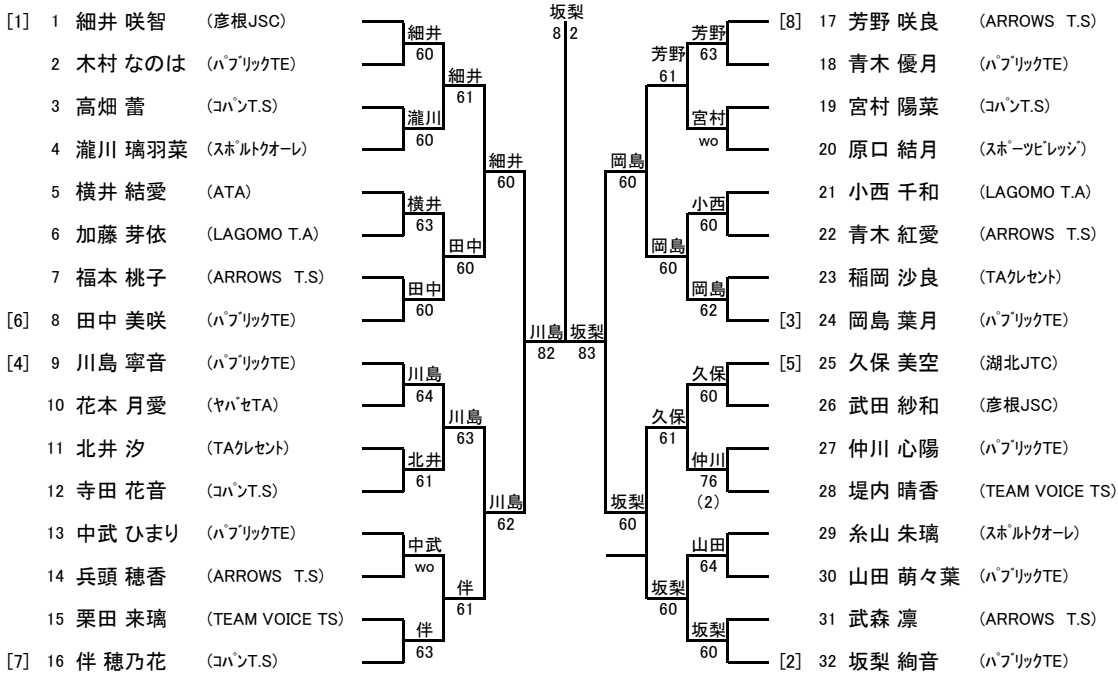 坂梨
8 2
[1] 1 細井 咲智 (彦根JSC)
2 木村 なのは (パブリックTE)
3 高畑 蕾 (コパンT.S)
4 瀧川 璃羽菜 (スポルトクオーレ)
5 横井 結愛 (ATA)
6 加藤 芽依 (LAGOMO T.A)
7 福本 桃子 (ARROWS T.S)
[6] 8 田中 美咲 (パブリックTE)
[4] 9 川島 寧音 (パブリックTE)
10 花本 月愛 (ヤバセTA)
11 北井 汐 (TAクレセント)
12 寺田 花音 (コパンT.S)
13 中武 ひまり (パブリックTE)
14 兵頭 穂香 (ARROWS T.S)
15 栗田 来璃 (TEAM VOICE TS)
[7] 16 伴 穂乃花 (コパンT.S)
細井
60
瀧川
60
横井
63
田中
60
川島
64
北井
61
中武
wo
伴
63
細井
61
田中
60
川島
63
伴
61
細井
60
川島
62
川島
82
坂梨
83
岡島
60
坂梨
60
芳野
61
岡島
60
久保
61
坂梨
60
芳野
63
宮村
wo
小西
60
岡島
62
久保
60
仲川
76
(2)
山田
64
坂梨
60
[8] 17 芳野 咲良 (ARROWS T.S)
18 青木 優月 (パブリックTE)
19 宮村 陽菜 (コパンT.S)
20 原口 結月 (スポーツビレッジ)
21 小西 千和 (LAGOMO T.A)
22 青木 紅愛 (ARROWS T.S)
23 稲岡 沙良 (TAクレセント)
[3] 24 岡島 葉月 (パブリックTE)
[5] 25 久保 美空 (湖北JTC)
26 武田 紗和 (彦根JSC)
27 仲川 心陽 (パブリックTE)
28 堤内 晴香 (TEAM VOICE TS)
29 糸山 朱璃 (スポルトクオーレ)
30 山田 萌々葉 (パブリックTE)
31 武森 凛 (ARROWS T.S)
[2] 32 坂梨 絢音 (パブリックTE)